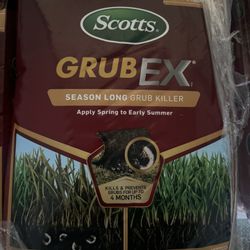 Scotts
GRUBEX
SEASON LONG GRUB KILLER
Apply Spring to Early Summer
KILLS & PREVENTS
GRUBS FOR UP TO
4 MONTHS